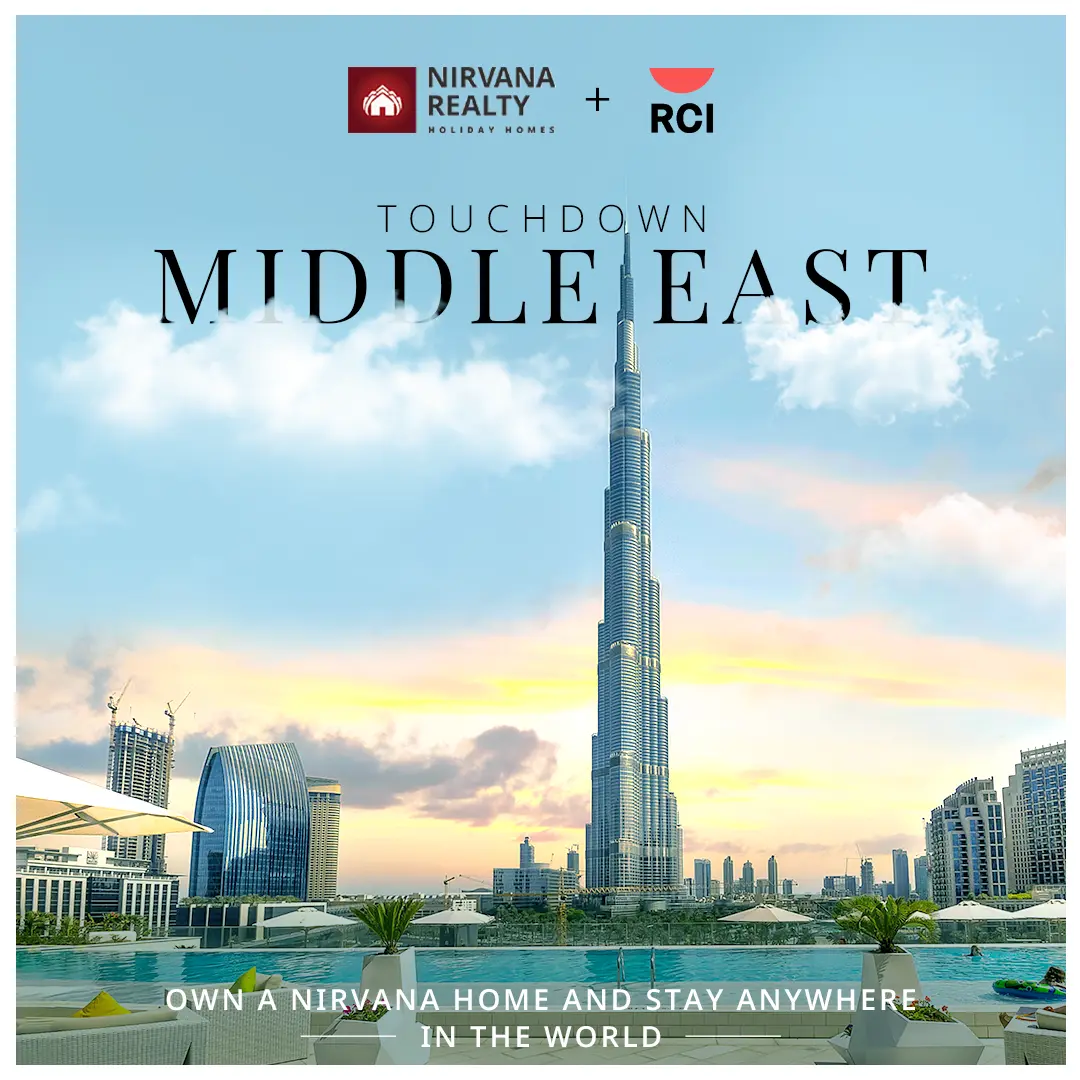 NIRVANA
REALTY
HOLIDAY HOMES
+
RCI
TOUCHDOWN
MIDDLE EAST
OWN A NIRVANA HOME AND STAY ANYWHERE
IN THE WORLD